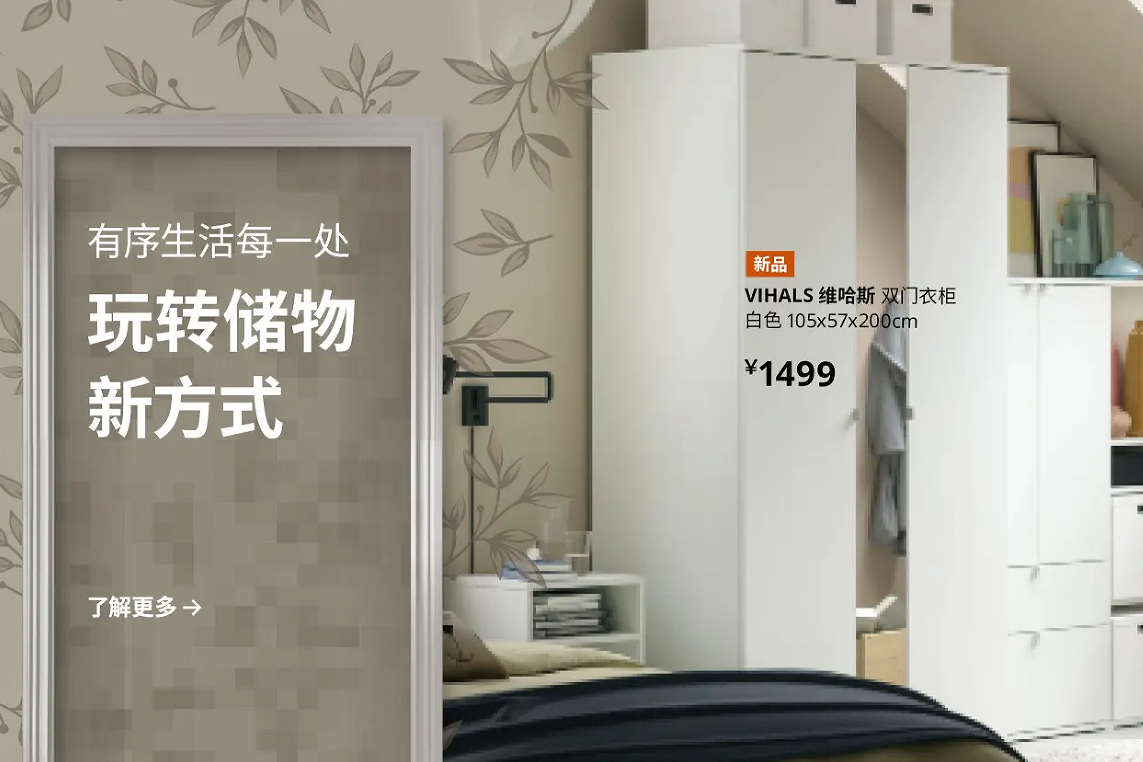 有序生活每一处
玩转储物
新方式
了解更多→
新品
VIHALS 维哈斯 双门衣柜
白色 105x57x200cm
¥1499